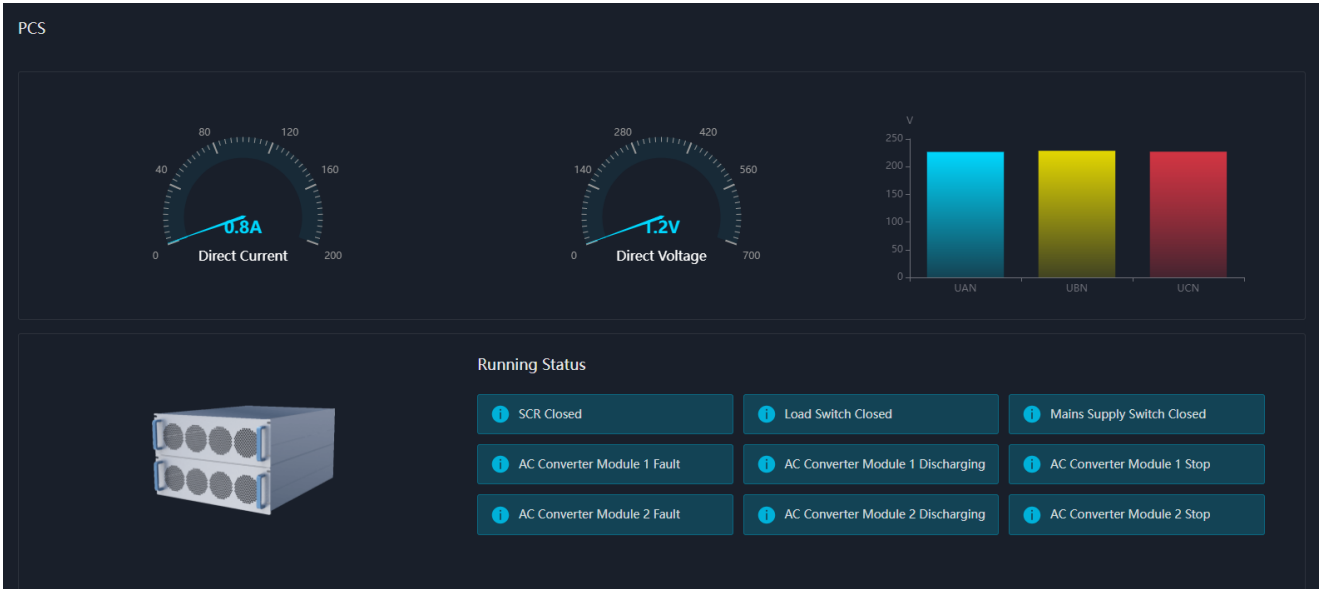 PCS
80 120
40 160
0.8A
0 Direct Current 200
280 420
140 560
1.2V
0 Direct Voltage 700
V
250
200
150
100
50
0
UAN UBN UCN
Running Status
SCR Closed Load Switch Closed Mains Supply Switch Closed
AC Converter Module 1 Fault AC Converter Module 1 Discharging AC Converter Module 1 Stop
AC Converter Module 2 Fault AC Converter Module 2 Discharging AC Converter Module 2 Stop